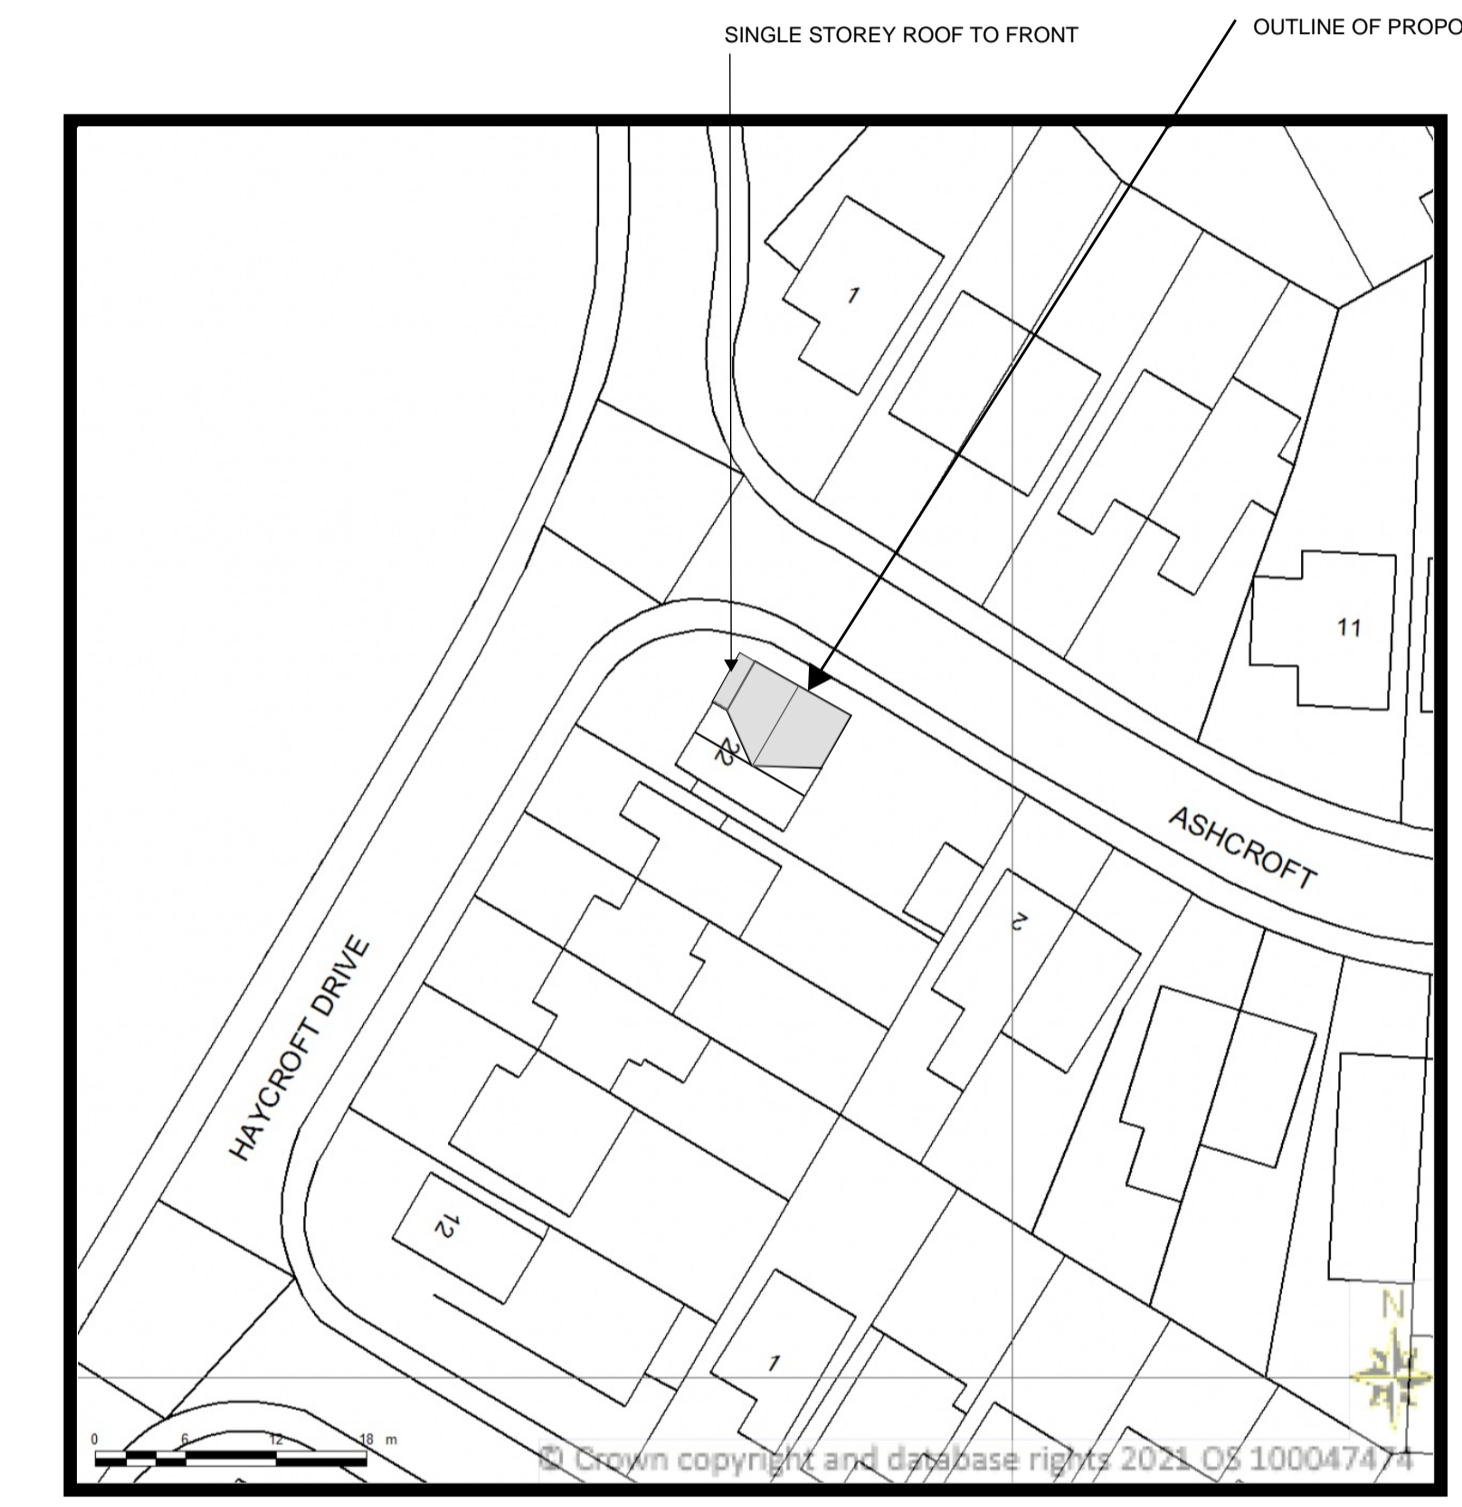 SINGLE STOREY ROOF TO FRONT
OUTLINE OF PROPO
1
11
22
ASHCROFT
2
HAYCROFT DRIVE
12
1
N
0 6 12 18 m
© Crown copyright and database rights 2021 OS 100047474